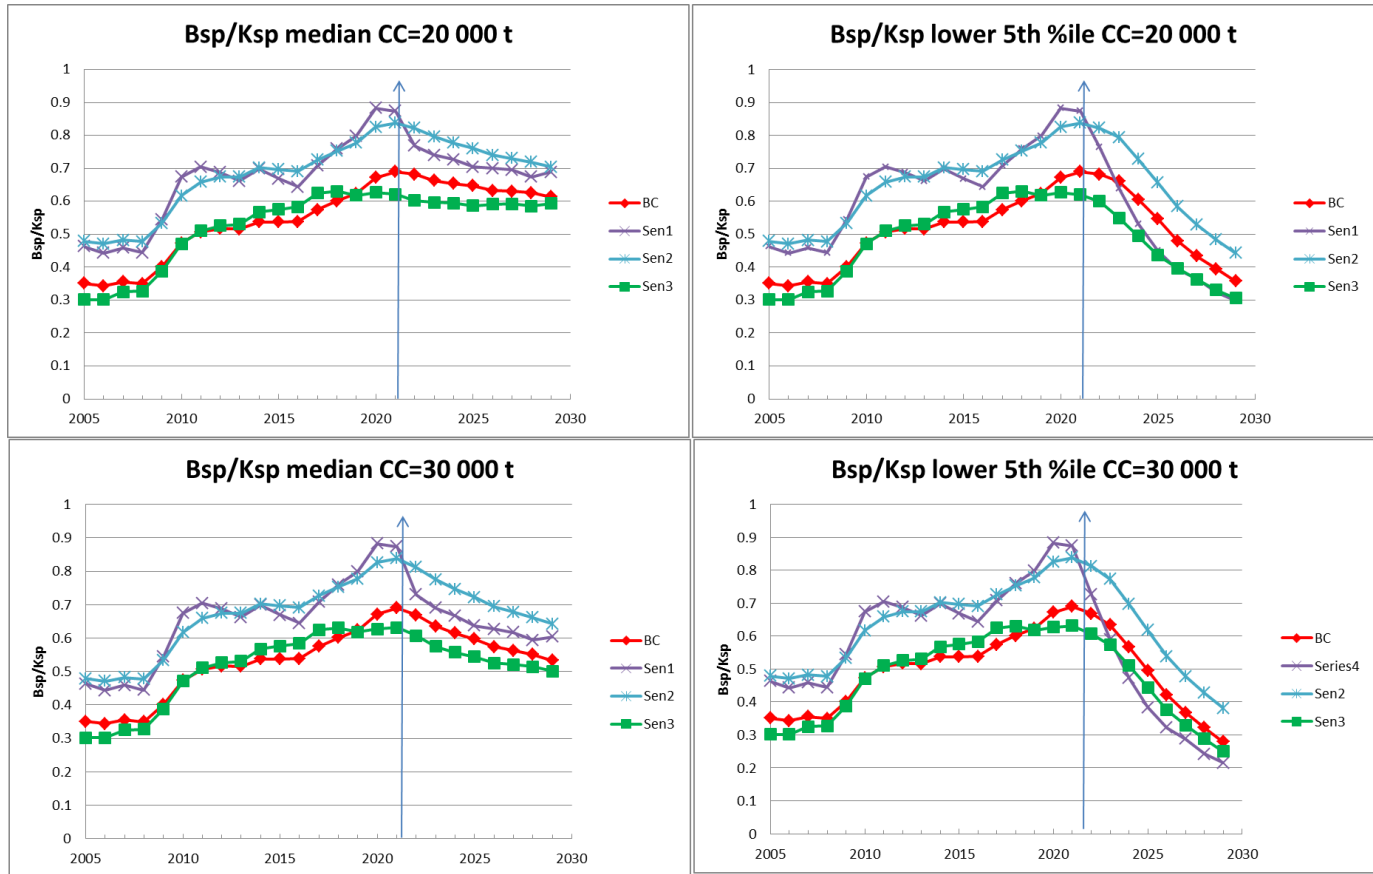 Bsp/Ksp median CC=20 000 t
1
0.9
0.8
0.7
0.6
0.5
0.4
0.3
0.2
0.1
0
Bsp/Ksp
2005 2010 2015 2020 2025 2030
BC
Sen1
Sen2
Sen3
Bsp/Ksp lower 5th %ile CC=20 000 t
1
0.9
0.8
0.7
0.6
0.5
0.4
0.3
0.2
0.1
0
Bsp/Ksp
2005 2010 2015 2020 2025 2030
BC
Sen1
Sen2
Sen3
Bsp/Ksp median CC=30 000 t
1
0.9
0.8
0.7
0.6
0.5
0.4
0.3
0.2
0.1
0
Bsp/Ksp
2005 2010 2015 2020 2025 2030
BC
Sen1
Sen2
Sen3
Bsp/Ksp lower 5th %ile CC=30 000 t
1
0.9
0.8
0.7
0.6
0.5
0.4
0.3
0.2
0.1
0
Bsp/Ksp
2005 2010 2015 2020 2025 2030
BC
Series4
Sen2
Sen3